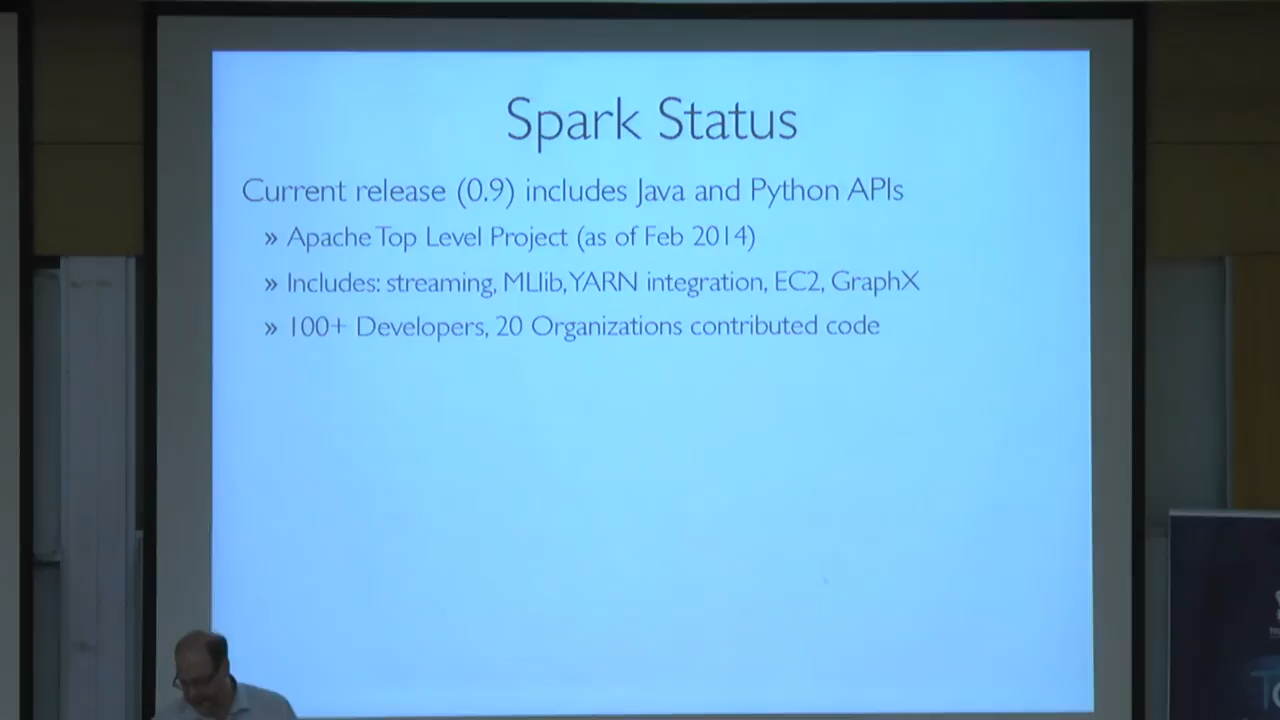 Spark Status
Current release (0.9) includes Java and Python APIs
» Apache Top Level Project (as of Feb 2014)
» Includes: streaming, MLlib, YARN integration, EC2, GraphX
» 100+ Developers, 20 Organizations contributed code